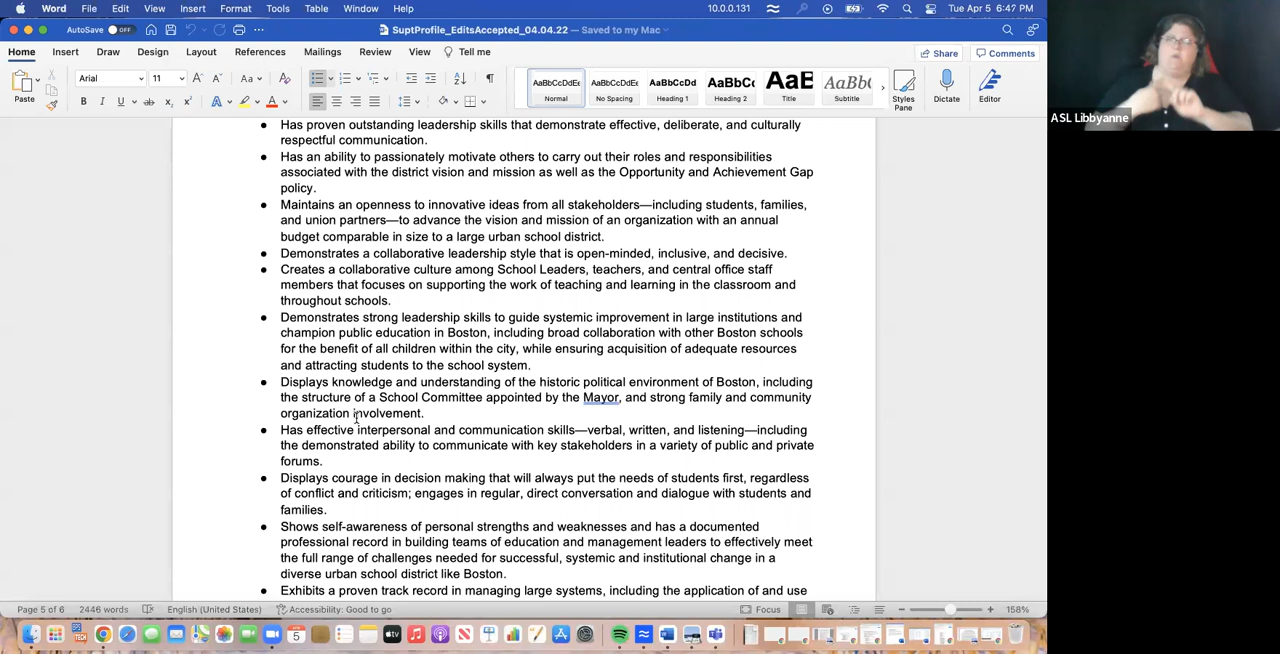 Word File Edit View Insert Format Tools Table Window Help 10.0.0.131 Tue Apr 5 6:47 PM
AutoSave OFF SuptProfile_EditsAccepted_04.04.22 — Saved to my Mac
Home Insert Draw Design Layout References Mailings Review View Tell me Share Comments
Paste Arial 11 AaBbCcDdEe Normal AaBbCcDdEe No Spacing AaBbCcDd Heading 1 AaBbCc Heading 2 AaB Title AaBb Subtitle Styles Pane Dictate Editor
ASL Libbyanne
● Has proven outstanding leadership skills that demonstrate effective, deliberate, and culturally
respectful communication.
● Has an ability to passionately motivate others to carry out their roles and responsibilities
associated with the district vision and mission as well as the Opportunity and Achievement Gap
policy.
● Maintains an openness to innovative ideas from all stakeholders—including students, families,
and union partners—to advance the vision and mission of an organization with an annual
budget comparable in size to a large urban school district.
● Demonstrates a collaborative leadership style that is open-minded, inclusive, and decisive.
● Creates a collaborative culture among School Leaders, teachers, and central office staff
members that focuses on supporting the work of teaching and learning in the classroom and
throughout schools.
● Demonstrates strong leadership skills to guide systemic improvement in large institutions and
champion public education in Boston, including broad collaboration with other Boston schools
for the benefit of all children within the city, while ensuring acquisition of adequate resources
and attracting students to the school system.
● Displays knowledge and understanding of the historic political environment of Boston, including
the structure of a School Committee appointed by the Mayor, and strong family and community
organization involvement.
● Has effective interpersonal and communication skills—verbal, written, and listening—including
the demonstrated ability to communicate with key stakeholders in a variety of public and private
forums.
● Displays courage in decision making that will always put the needs of students first, regardless
of conflict and criticism; engages in regular, direct conversation and dialogue with students and
families.
● Shows self-awareness of personal strengths and weaknesses and has a documented
professional record in building teams of education and management leaders to effectively meet
the full range of challenges needed for successful, systemic and institutional change in a
diverse urban school district like Boston.
● Exhibits a proven track record in managing large systems, including the application of and use
Page 5 of 6 2446 words English (United States) Accessibility: Good to go Focus 158%